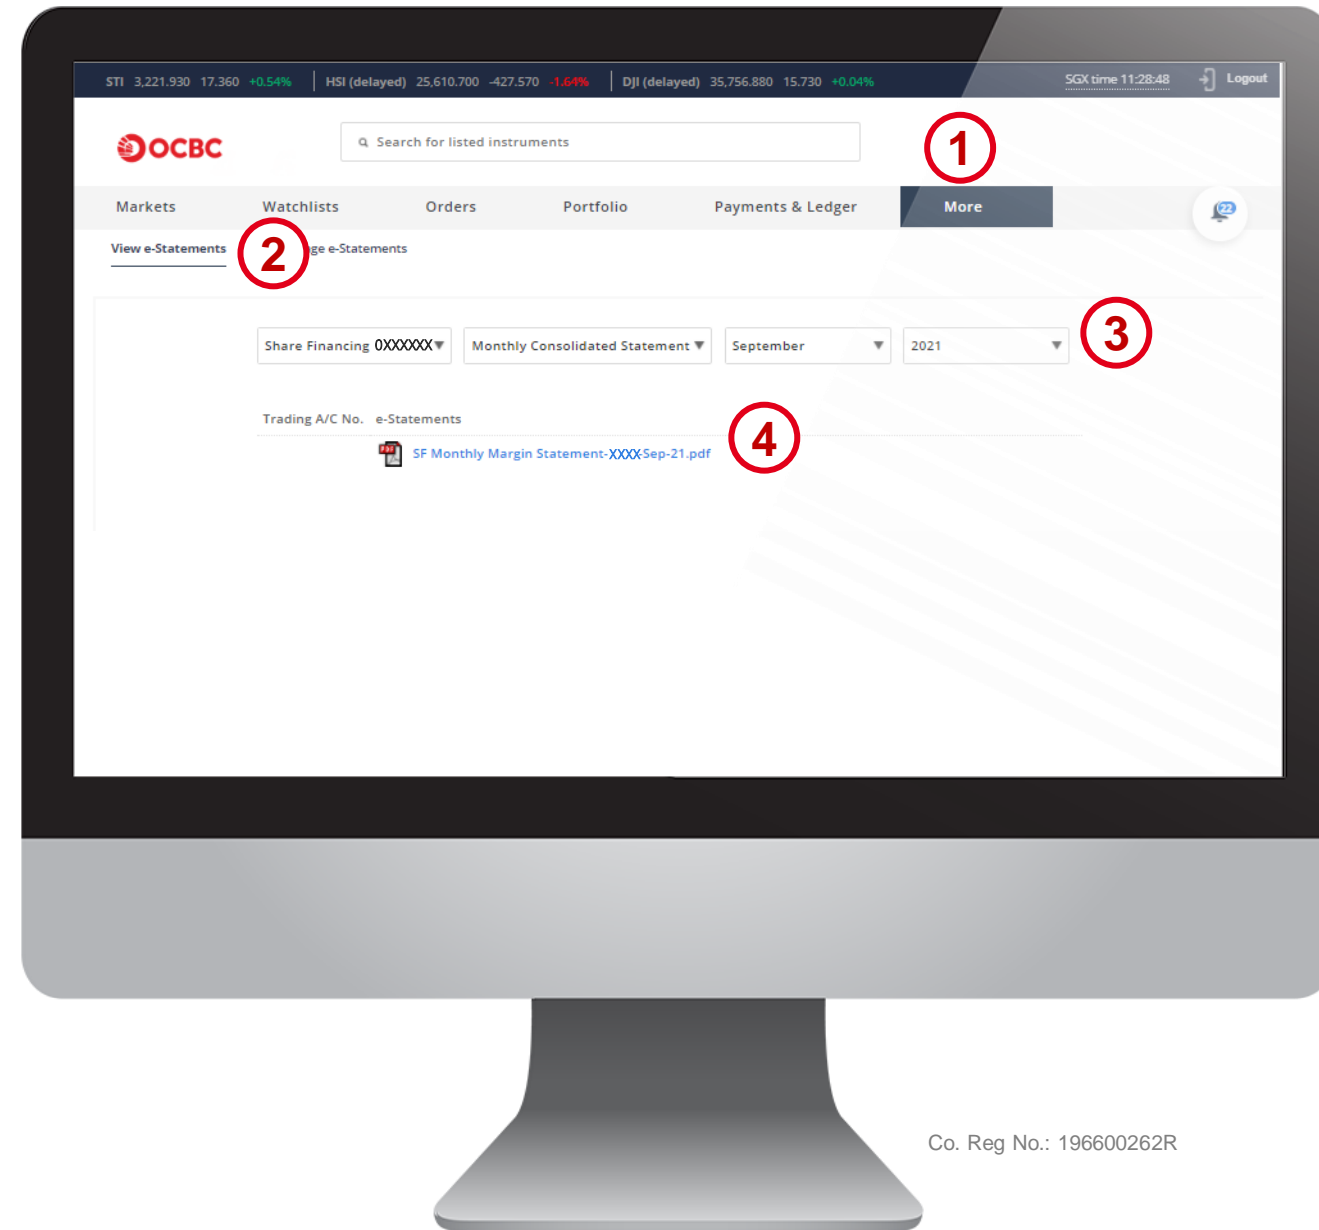 STI 3,221.930 17.360 +0.54% HSI (delayed) 25,610.700 -427.570 -1.64% DJI (delayed) 35,756.880 15.730 +0.04% SGX time 11:28:48 Logout
OCBC Search for listed instruments 1
Markets Watchlists Orders Portfolio Payments & Ledger More 22
View e-Statements 2 ge e-Statements
Share Financing 0XXXXXX Monthly Consolidated Statement September 2021 3
Trading A/C No. e-Statements 4
PDF SF Monthly Margin Statement-XXXX-Sep-21.pdf
Co. Reg No.: 196600262R